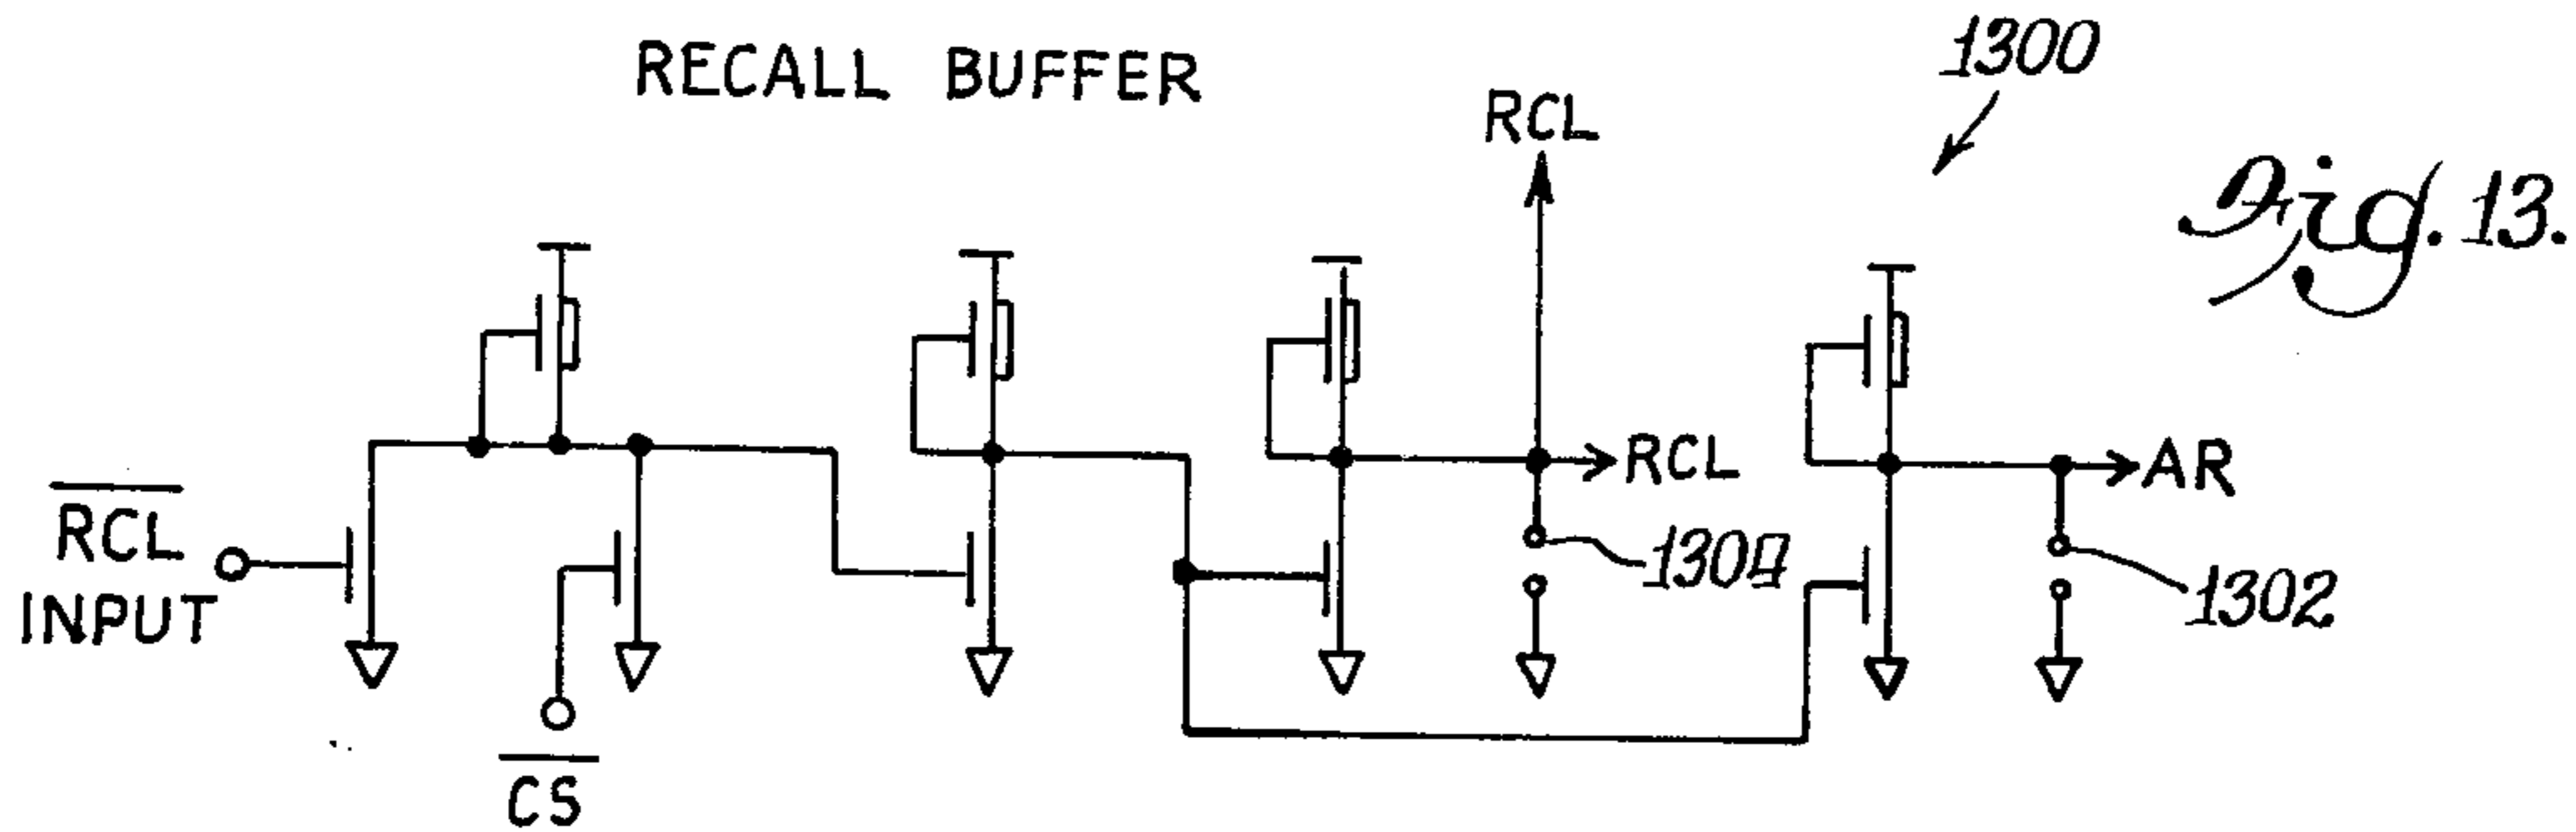 RECALL BUFFER
1300
Fig. 13.
RCL
RCL
AR
RCL
INPUT
1304
1302
CS